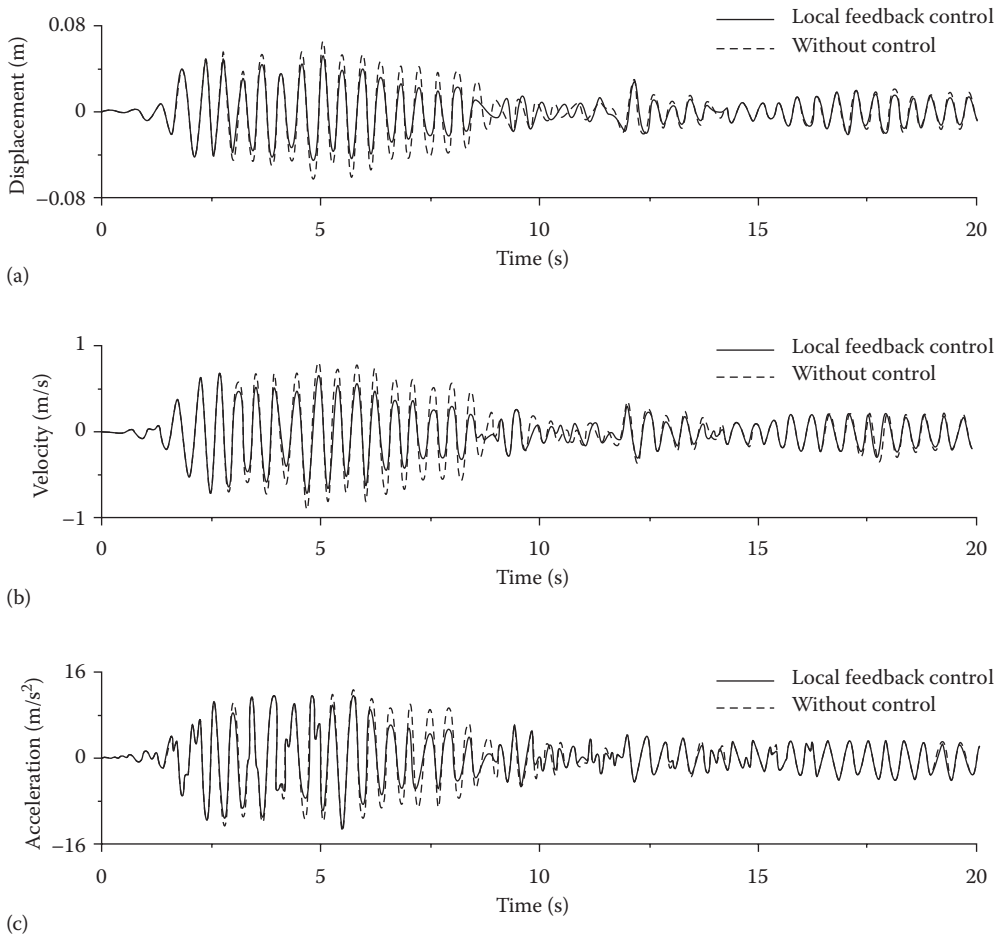 Local feedback control
Without control
Displacement (m)
0.08
0
−0.08
0 5 10 15 20
Time (s)
(a)
Local feedback control
Without control
Velocity (m/s)
1
0
−1
0 5 10 15 20
Time (s)
(b)
Local feedback control
Without control
Acceleration (m/s²)
16
0
−16
0 5 10 15 20
Time (s)
(c)